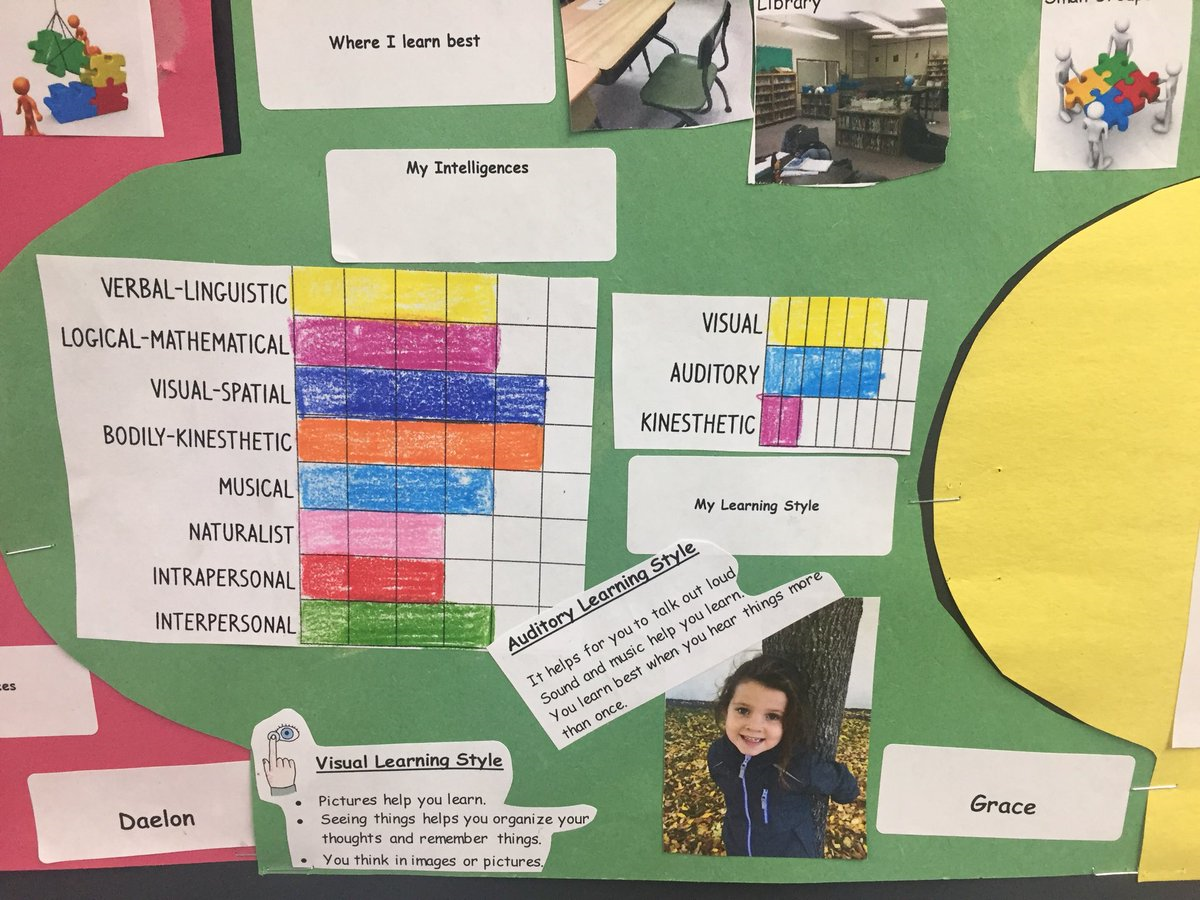 Where I learn best
Library
My Intelligences
VERBAL-LINGUISTIC
LOGICAL-MATHEMATICAL
VISUAL-SPATIAL
BODILY-KINESTHETIC
MUSICAL
NATURALIST
INTRAPERSONAL
INTERPERSONAL
VISUAL
AUDITORY
KINESTHETIC
My Learning Style
Auditory Learning Style
It helps for you to talk out loud
Sound and music help you learn.
You learn best when you hear things more
than once.
Visual Learning Style
• Pictures help you learn.
• Seeing things helps you organize your
thoughts and remember things.
• You think in images or pictures.
Daelon
Grace